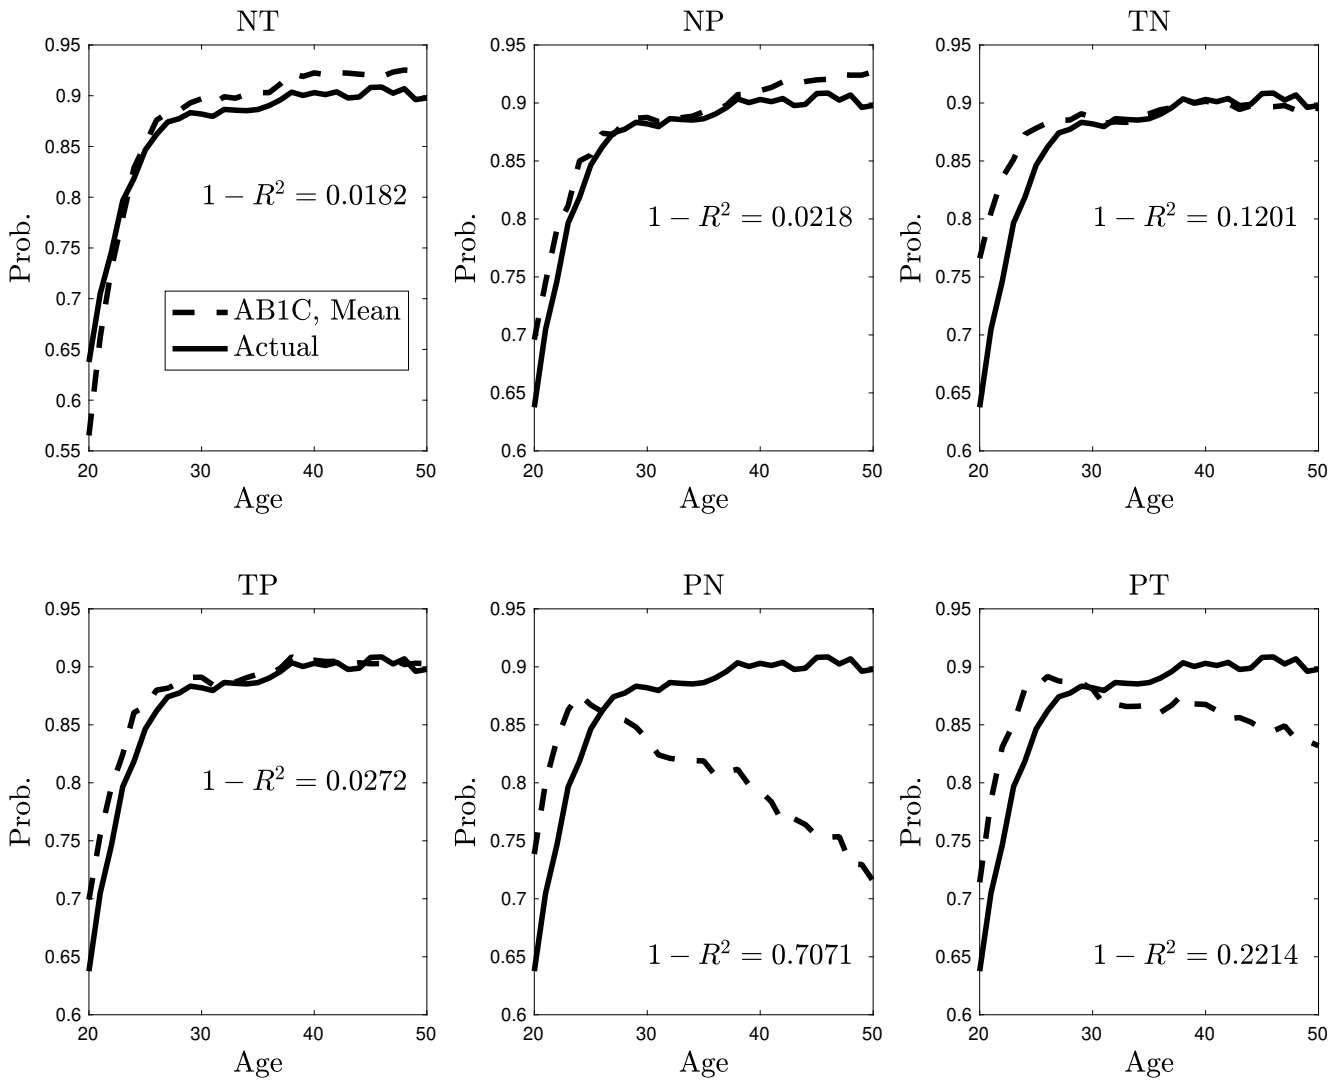 NT
0.95
0.9
0.85
0.8
0.75
0.7
0.65
0.6
0.55
Prob.
1 − R² = 0.0182
AB1C, Mean
Actual
20 30 40 50
Age
NP
0.95
0.9
0.85
0.8
0.75
0.7
0.65
0.6
Prob.
1 − R² = 0.0218
20 30 40 50
Age
TN
0.95
0.9
0.85
0.8
0.75
0.7
0.65
0.6
Prob.
1 − R² = 0.1201
20 30 40 50
Age
TP
0.95
0.9
0.85
0.8
0.75
0.7
0.65
0.6
Prob.
1 − R² = 0.0272
20 30 40 50
Age
PN
0.95
0.9
0.85
0.8
0.75
0.7
0.65
0.6
Prob.
1 − R² = 0.7071
20 30 40 50
Age
PT
0.95
0.9
0.85
0.8
0.75
0.7
0.65
0.6
Prob.
1 − R² = 0.2214
20 30 40 50
Age